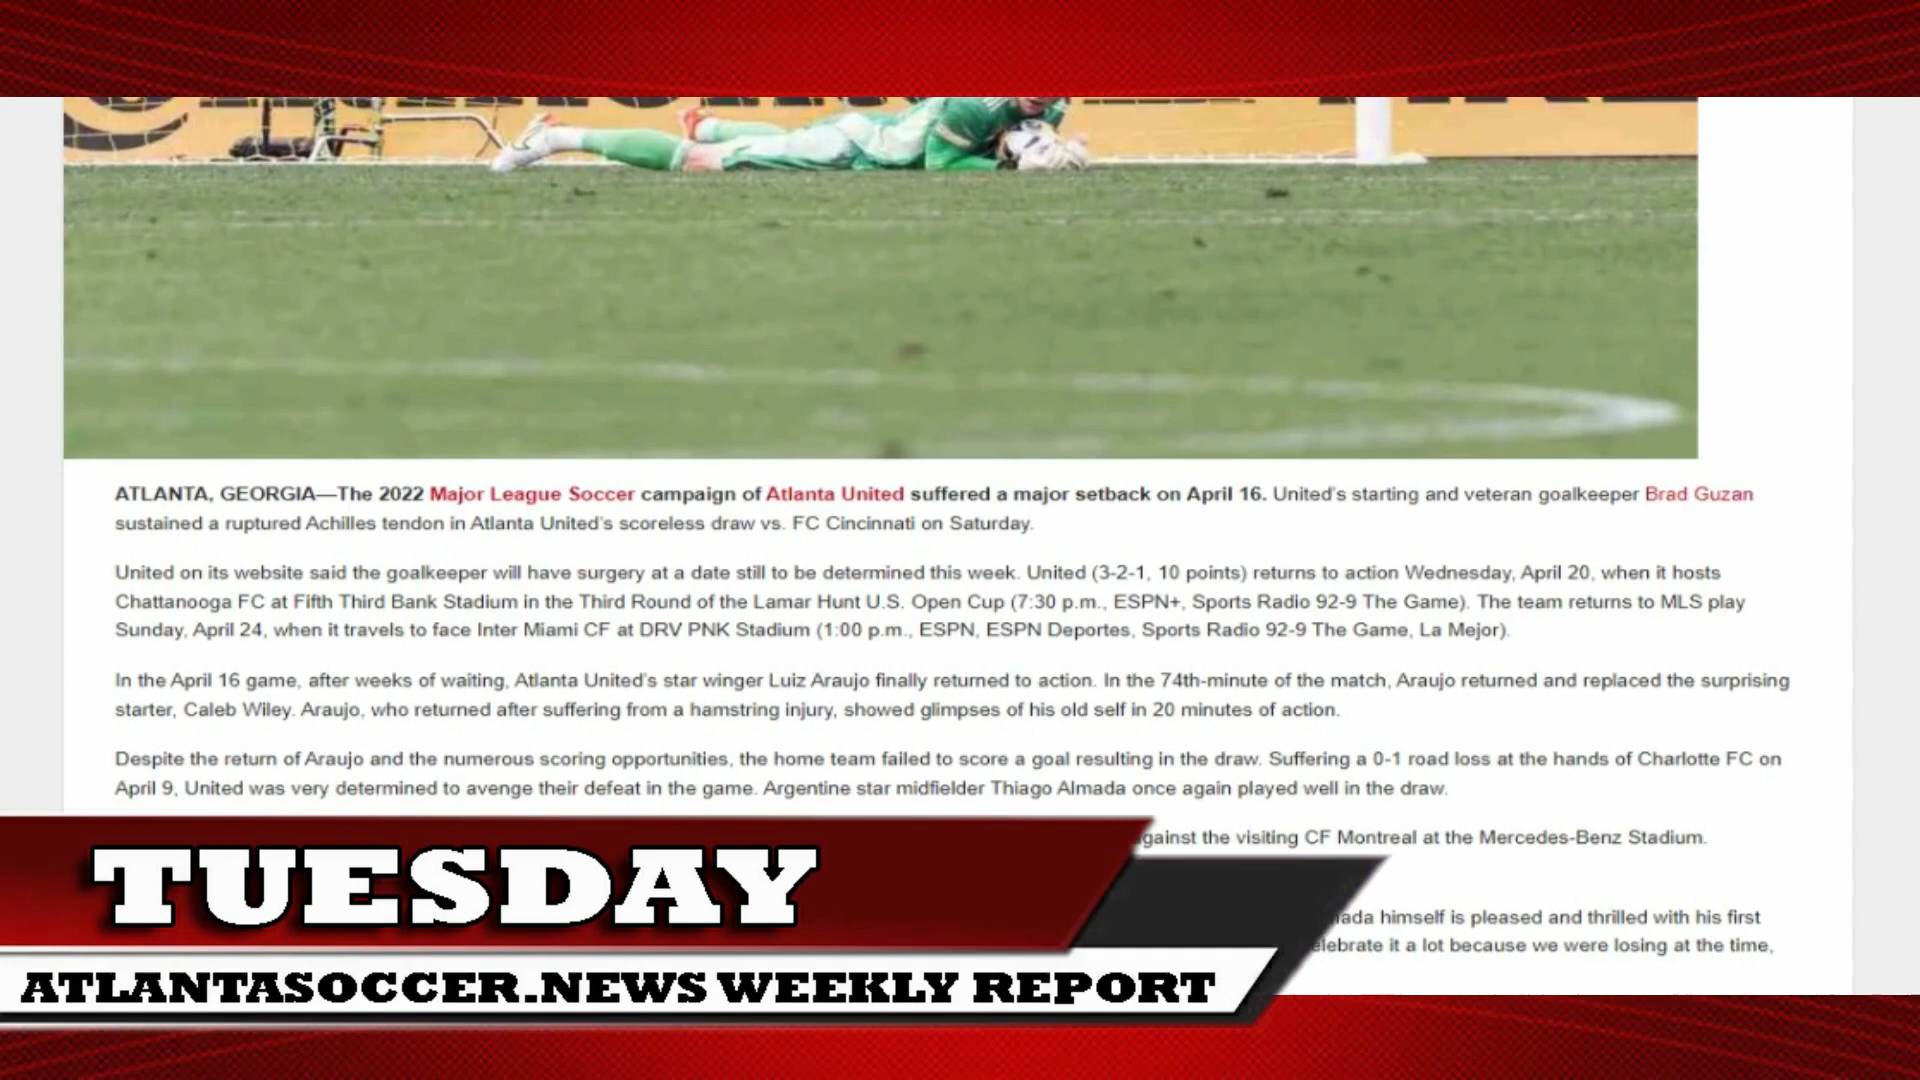 ATLANTA, GEORGIA—The 2022 Major League Soccer campaign of Atlanta United suffered a major setback on April 16. United's starting and veteran goalkeeper Brad Guzan
sustained a ruptured Achilles tendon in Atlanta United's scoreless draw vs. FC Cincinnati on Saturday.
United on its website said the goalkeeper will have surgery at a date still to be determined this week. United (3-2-1, 10 points) returns to action Wednesday, April 20, when it hosts
Chattanooga FC at Fifth Third Bank Stadium in the Third Round of the Lamar Hunt U.S. Open Cup (7:30 p.m., ESPN+, Sports Radio 92-9 The Game). The team returns to MLS play
Sunday, April 24, when it travels to face Inter Miami CF at DRV PNK Stadium (1:00 p.m., ESPN, ESPN Deportes, Sports Radio 92-9 The Game, La Mejor).
In the April 16 game, after weeks of waiting, Atlanta United's star winger Luiz Araujo finally returned to action. In the 74th-minute of the match, Araujo returned and replaced the surprising
starter, Caleb Wiley. Araujo, who returned after suffering from a hamstring injury, showed glimpses of his old self in 20 minutes of action.
Despite the return of Araujo and the numerous scoring opportunities, the home team failed to score a goal resulting in the draw. Suffering a 0-1 road loss at the hands of Charlotte FC on
April 9, United was very determined to avenge their defeat in the game. Argentine star midfielder Thiago Almada once again played well in the draw.
the visiting CF Montreal at the Mercedes-Benz Stadium.
himself is pleased and thrilled with his first
it a lot because we were losing at the time,
TUESDAY
ATLANTASOCCER.NEWS WEEKLY REPORT